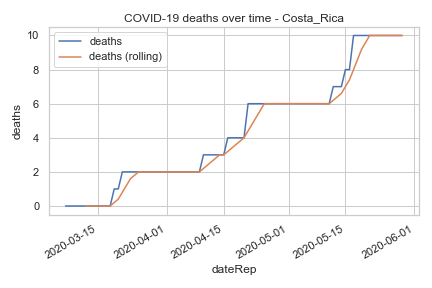 COVID-19 deaths over time - Costa_Rica
deaths
deaths (rolling)
deaths
10
8
6
4
2
0
2020-03-15
2020-04-01
2020-04-15
2020-05-01
2020-05-15
2020-06-01
dateRep